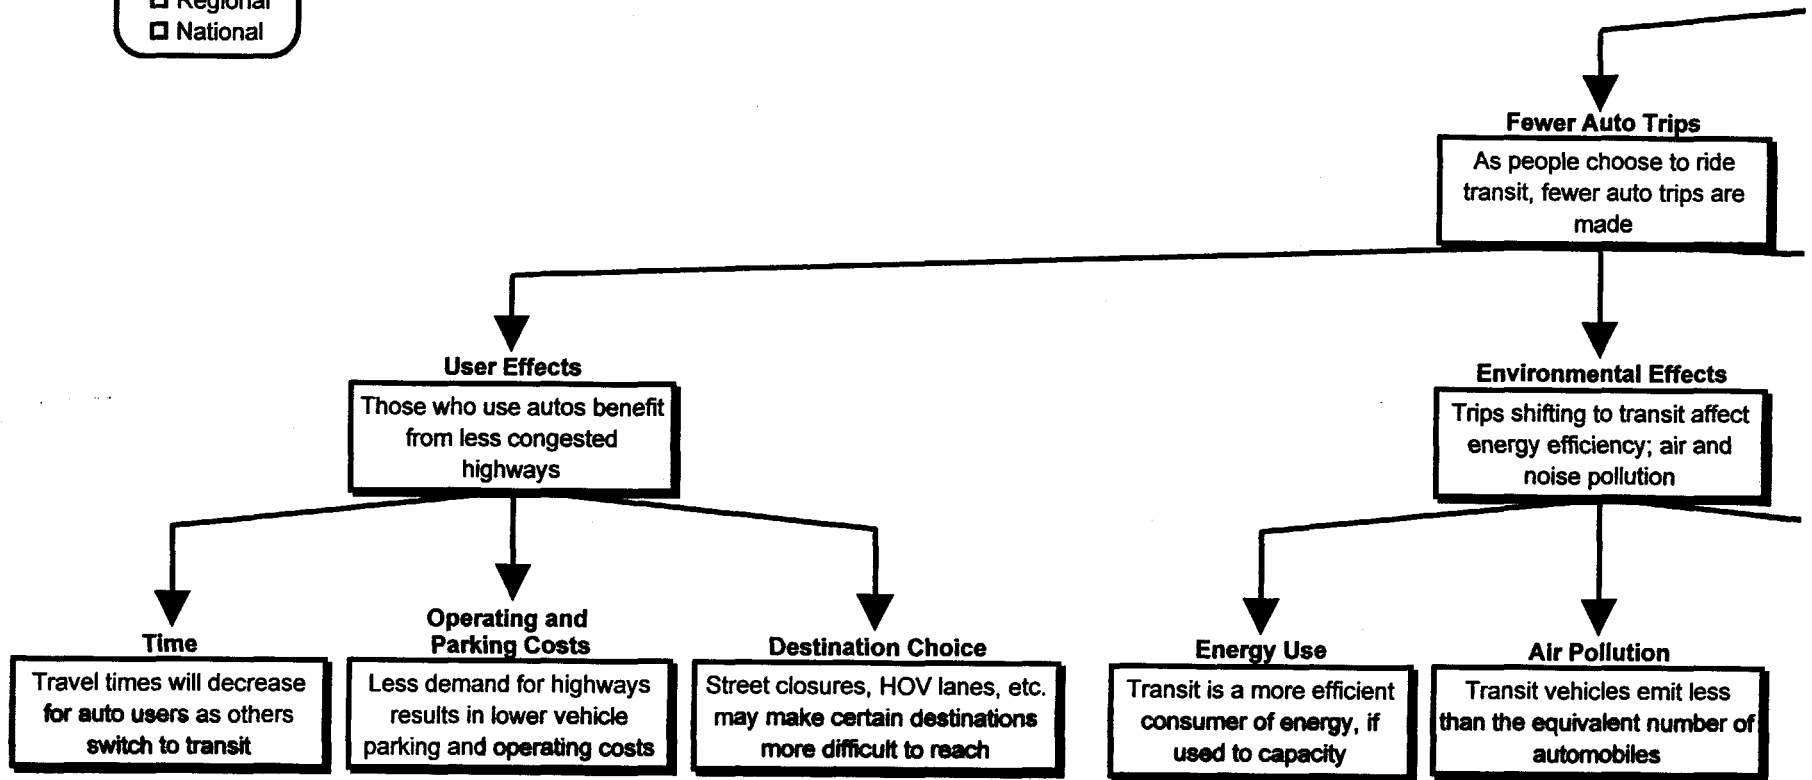 Regional
National
Fewer Auto Trips
As people choose to ride
transit, fewer auto trips are
made
User Effects
Those who use autos benefit
from less congested
highways
Environmental Effects
Trips shifting to transit affect
energy efficiency; air and
noise pollution
Time
Travel times will decrease
for auto users as others
switch to transit
Operating and
Parking Costs
Less demand for highways
results in lower vehicle
parking and operating costs
Destination Choice
Street closures, HOV lanes, etc.
may make certain destinations
more difficult to reach
Energy Use
Transit is a more efficient
consumer of energy, if
used to capacity
Air Pollution
Transit vehicles emit less
than the equivalent number of
automobiles